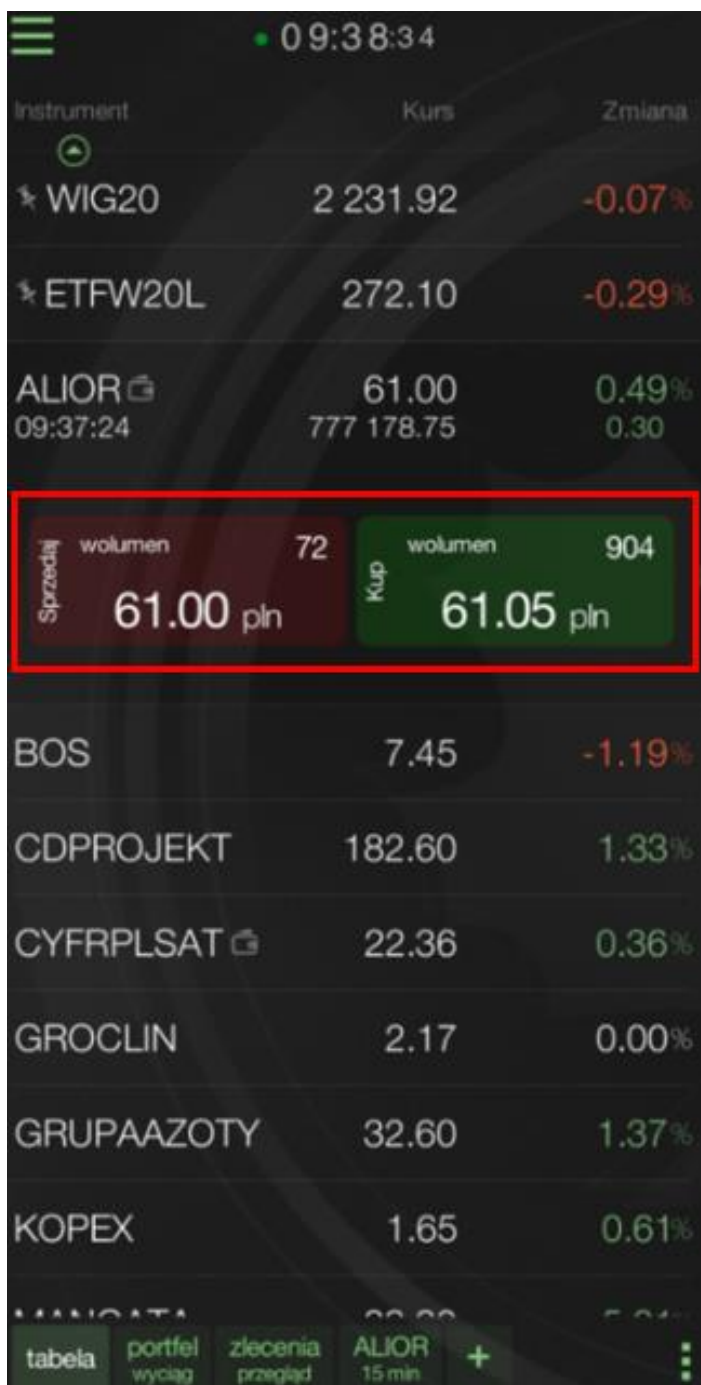 09:38:34
Instrument Kurs Zmiana
WIG20 2 231.92 -0.07%
ETFW20L 272.10 -0.29%
ALIOR 61.00 0.49%
09:37:24 777 178.75 0.30
Sprzedaj wolumen 72 Kup wolumen 904
61.00 pln 61.05 pln
BOS 7.45 -1.19%
CDPROJEKT 182.60 1.33%
CYFRPLSAT 22.36 0.36%
GROCLIN 2.17 0.00%
GRUPAAZOTY 32.60 1.37%
KOPEX 1.65 0.61%
tabela portfel zlecenia ALIOR +
wyciąg przegląd 15 min